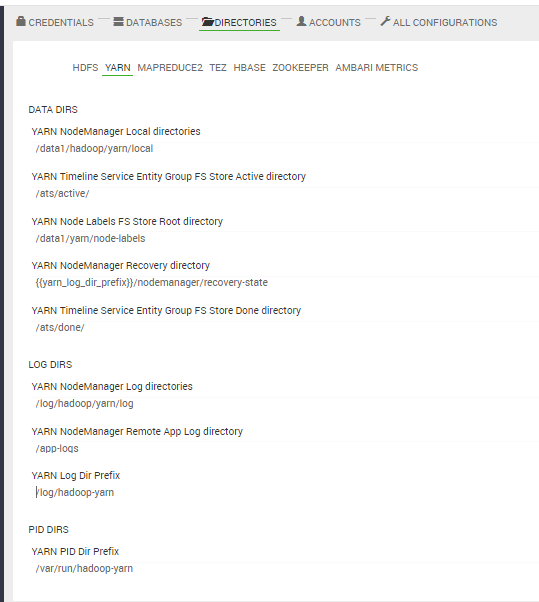 CREDENTIALS DATABASES DIRECTORIES ACCOUNTS ALL CONFIGURATIONS
HDFS YARN MAPREDUCE2 TEZ HBASE ZOOKEEPER AMBARI METRICS
DATA DIRS
YARN NodeManager Local directories
/data1/hadoop/yarn/local
YARN Timeline Service Entity Group FS Store Active directory
/ats/active/
YARN Node Labels FS Store Root directory
/data1/yarn/node-labels
YARN NodeManager Recovery directory
{{yarn_log_dir_prefix}}/nodemanager/recovery-state
YARN Timeline Service Entity Group FS Store Done directory
/ats/done/
LOG DIRS
YARN NodeManager Log directories
/log/hadoop/yarn/log
YARN NodeManager Remote App Log directory
/app-logs
YARN Log Dir Prefix
/log/hadoop-yarn
PID DIRS
YARN PID Dir Prefix
/var/run/hadoop-yarn